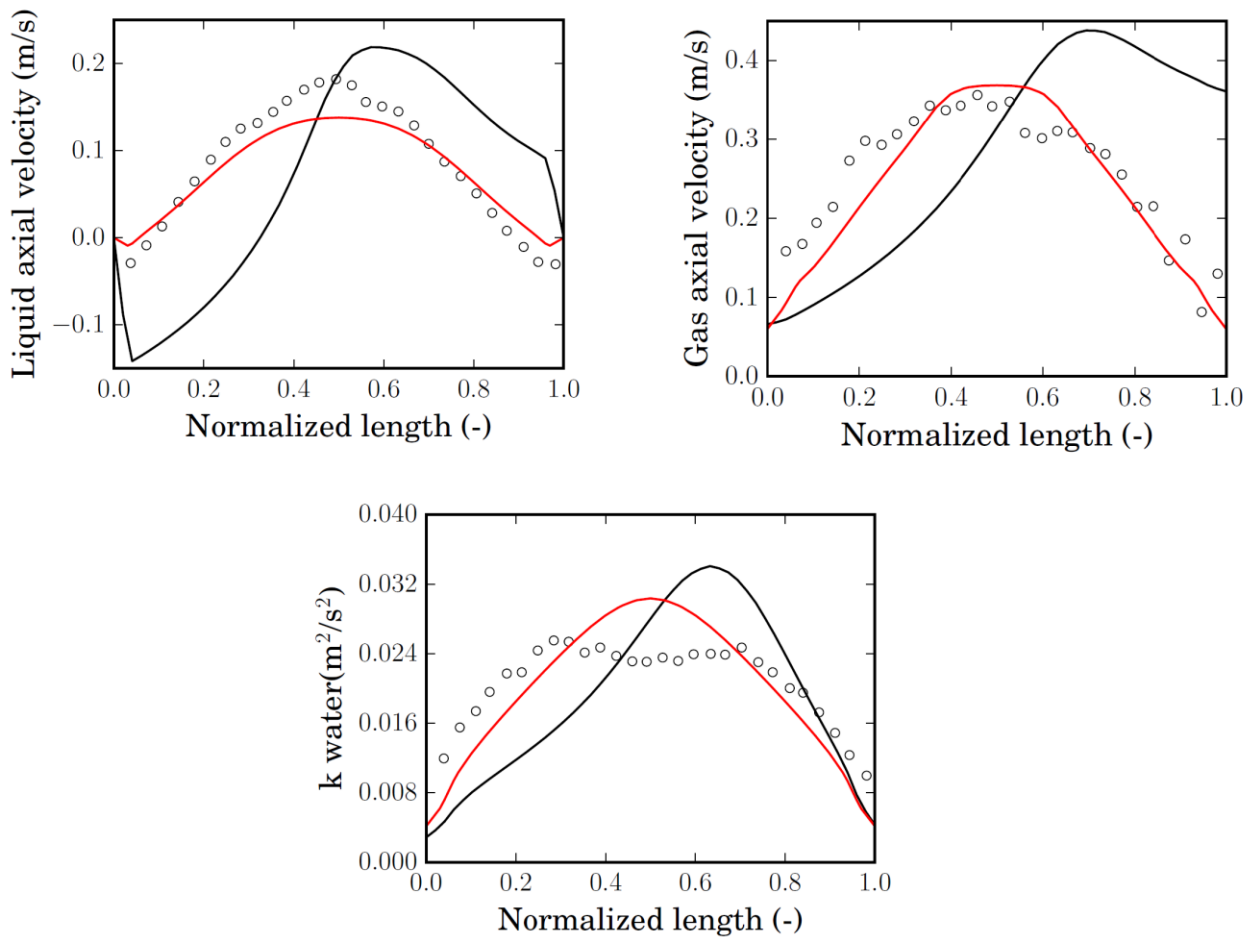 Liquid axial velocity (m/s)
0.2
0.1
0.0
−0.1
0.0 0.2 0.4 0.6 0.8 1.0
Normalized length (-)
Gas axial velocity (m/s)
0.4
0.3
0.2
0.1
0.0
0.0 0.2 0.4 0.6 0.8 1.0
Normalized length (-)
k water(m²/s²)
0.040
0.032
0.024
0.016
0.008
0.000
0.0 0.2 0.4 0.6 0.8 1.0
Normalized length (-)